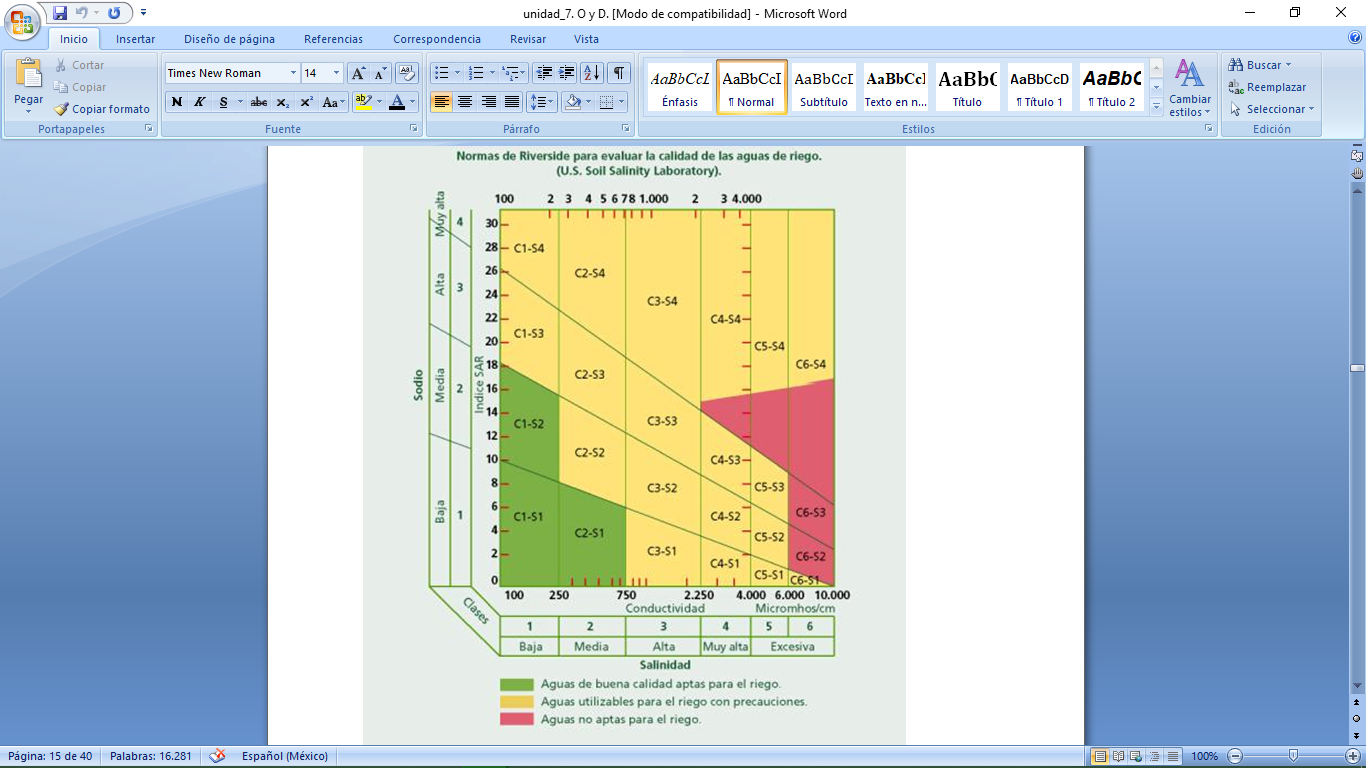 unidad_7. O y D. [Modo de compatibilidad] - Microsoft Word
Inicio
Insertar
Diseño de página
Referencias
Correspondencia
Revisar
Vista
Pegar
Cortar
Copiar
Copiar formato
Portapapeles
Times New Roman
14
N K S abc x₂ x² Aa
Fuente
Párrafo
AaBbCcI
Énfasis
AaBbCcI
¶ Normal
AaBbCcI
Subtítulo
AaBbCcI
Texto en n...
AaBbC
Título
AaBbCcD
¶ Título 1
AaBbC
¶ Título 2
Cambiar
estilos
Estilos
Buscar
Reemplazar
Seleccionar
Edición
Normas de Riverside para evaluar la calidad de las aguas de riego.
(U.S. Soil Salinity Laboratory).
100 2 3 4 5 6 7 8 1.000 2 3 4.000
Sodio
Muy alta
Alta
Media
Baja
4
3
2
1
Indice SAR
30
28
26
24
22
20
18
16
14
12
10
8
6
4
2
0
C1-S4
C2-S4
C3-S4
C4-S4
C5-S4
C6-S4
C1-S3
C2-S3
C3-S3
C4-S3
C5-S3
C6-S3
C1-S2
C2-S2
C3-S2
C4-S2
C5-S2
C6-S2
C1-S1
C2-S1
C3-S1
C4-S1
C5-S1
C6-S1
100 250 750 2.250 4.000 6.000 10.000
Conductividad Micromhos/cm
Clases
1 2 3 4 5 6
Baja Media Alta Muy alta Excesiva
Salinidad
Aguas de buena calidad aptas para el riego.
Aguas utilizables para el riego con precauciones.
Aguas no aptas para el riego.
Página: 15 de 40
Palabras: 16.281
Español (México)
100%